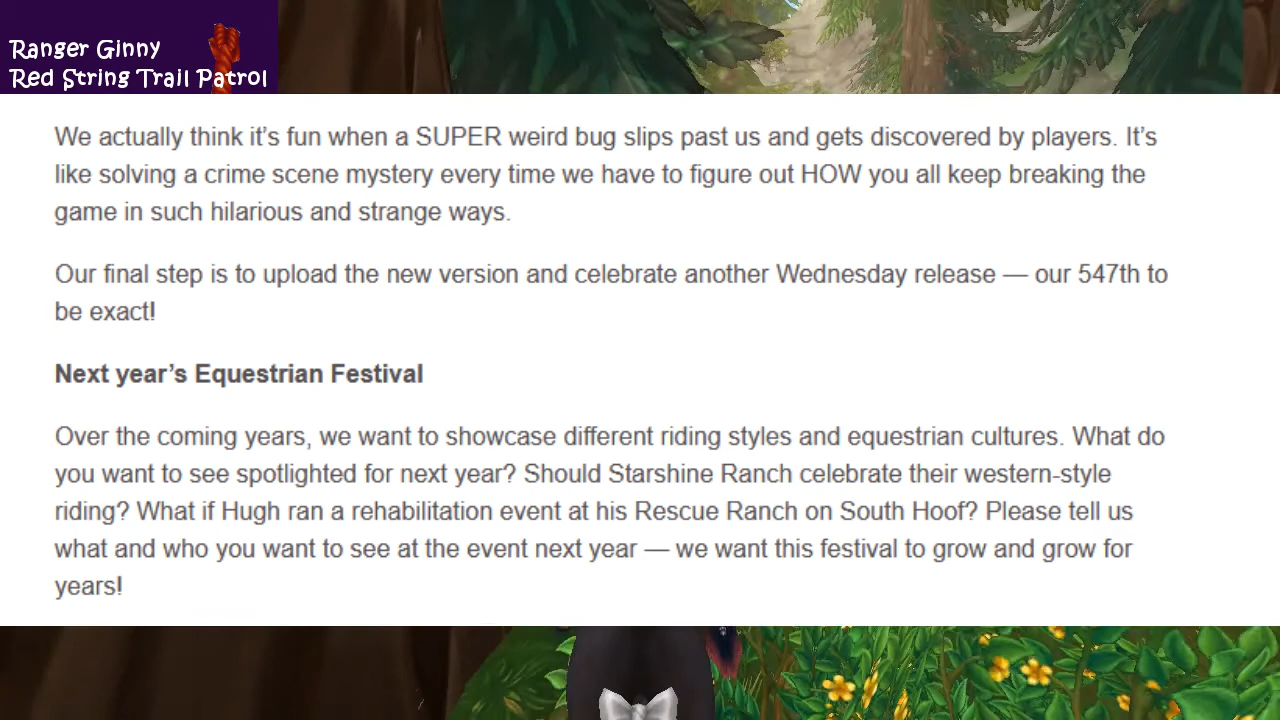 Ranger Ginny
Red String Trail Patrol
We actually think it’s fun when a SUPER weird bug slips past us and gets discovered by players. It’s
like solving a crime scene mystery every time we have to figure out HOW you all keep breaking the
game in such hilarious and strange ways.
Our final step is to upload the new version and celebrate another Wednesday release — our 547th to
be exact!
Next year’s Equestrian Festival
Over the coming years, we want to showcase different riding styles and equestrian cultures. What do
you want to see spotlighted for next year? Should Starshine Ranch celebrate their western-style
riding? What if Hugh ran a rehabilitation event at his Rescue Ranch on South Hoof? Please tell us
what and who you want to see at the event next year — we want this festival to grow and grow for
years!